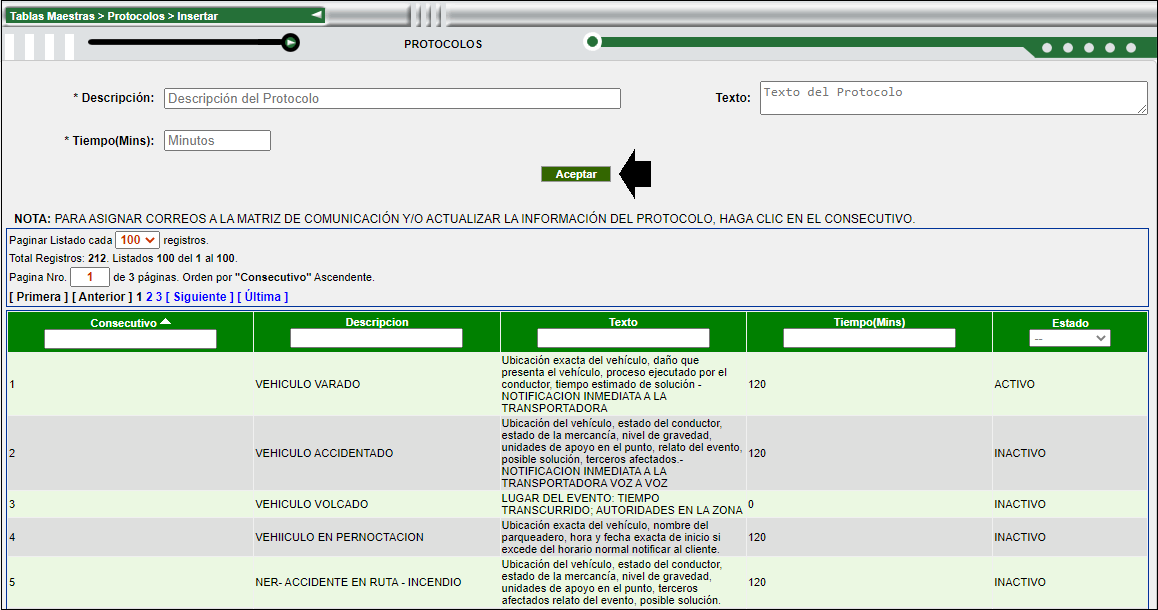 Tablas Maestras > Protocolos > Insertar
PROTOCOLOS
* Descripción: Descripción del Protocolo
Texto: Texto del Protocolo
* Tiempo(Mins): Minutos
Aceptar
NOTA: PARA ASIGNAR CORREOS A LA MATRIZ DE COMUNICACIÓN Y/O ACTUALIZAR LA INFORMACIÓN DEL PROTOCOLO, HAGA CLIC EN EL CONSECUTIVO.
Paginar Listado cada 100 registros.
Total Registros: 212. Listados 100 del 1 al 100.
Pagina Nro. 1 de 3 páginas. Orden por "Consecutivo" Ascendente.
[ Primera ] [ Anterior ] 1 2 3 [ Siguiente ] [ Última ]
Consecutivo Descripcion Texto Tiempo(Mins) Estado
--
1
VEHICULO VARADO
Ubicación exacta del vehículo, daño que
presenta el vehículo, proceso ejecutado por el
conductor, tiempo estimado de solución -
NOTIFICACION INMEDIATA A LA
TRANSPORTADORA
120
ACTIVO
2
VEHICULO ACCIDENTADO
Ubicación del vehículo, estado del conductor,
estado de la mercancía, nivel de gravedad,
unidades de apoyo en el punto, relato del evento,
posible solución, terceros afectados.-
NOTIFICACION INMEDIATA A LA
TRANSPORTADORA VOZ A VOZ
120
INACTIVO
3
VEHICULO VOLCADO
LUGAR DEL EVENTO: TIEMPO
TRANSCURRIDO; AUTORIDADES EN LA ZONA
0
INACTIVO
4
VEHIICULO EN PERNOCTACION
Ubicación exacta del vehículo, nombre del
parqueadero, hora y fecha exacta de inicio si
excede del horario normal notificar al cliente.
120
INACTIVO
5
NER- ACCIDENTE EN RUTA - INCENDIO
Ubicación del vehículo, estado del conductor,
estado de la mercancía, nivel de gravedad,
unidades de apoyo en el punto, terceros
afectados relato del evento, posible solución.
120
INACTIVO